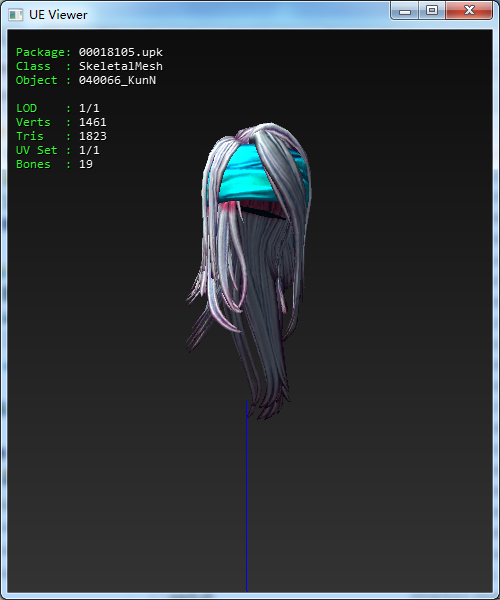 UE Viewer
Package: 00018105.upk
Class  : SkeletalMesh
Object : 040066_KunN
LOD    : 1/1
Verts  : 1461
Tris   : 1823
UV Set : 1/1
Bones  : 19